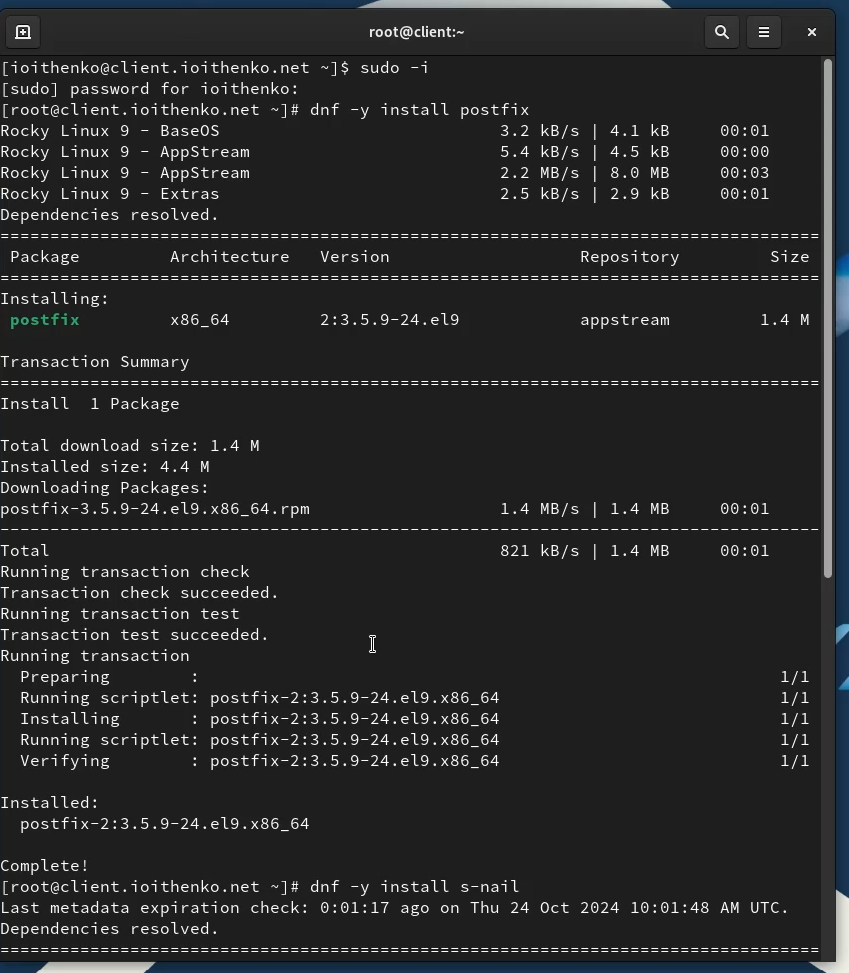 root@client:~
[ioithenko@client.ioithenko.net ~]$ sudo -i
[sudo] password for ioithenko:
[root@client.ioithenko.net ~]# dnf -y install postfix
Rocky Linux 9 - BaseOS                            3.2 kB/s | 4.1 kB     00:01
Rocky Linux 9 - AppStream                         5.4 kB/s | 4.5 kB     00:00
Rocky Linux 9 - AppStream                         2.2 MB/s | 8.0 MB     00:03
Rocky Linux 9 - Extras                            2.5 kB/s | 2.9 kB     00:01
Dependencies resolved.
==================================================================================
 Package         Architecture   Version                   Repository         Size
==================================================================================
Installing:
 postfix         x86_64         2:3.5.9-24.el9            appstream         1.4 M

Transaction Summary
==================================================================================
Install  1 Package

Total download size: 1.4 M
Installed size: 4.4 M
Downloading Packages:
postfix-3.5.9-24.el9.x86_64.rpm                   1.4 MB/s | 1.4 MB     00:01
----------------------------------------------------------------------------------
Total                                             821 kB/s | 1.4 MB     00:01
Running transaction check
Transaction check succeeded.
Running transaction test
Transaction test succeeded.
Running transaction
  Preparing        :                                                          1/1
  Running scriptlet: postfix-2:3.5.9-24.el9.x86_64                            1/1
  Installing       : postfix-2:3.5.9-24.el9.x86_64                            1/1
  Running scriptlet: postfix-2:3.5.9-24.el9.x86_64                            1/1
  Verifying        : postfix-2:3.5.9-24.el9.x86_64                            1/1

Installed:
  postfix-2:3.5.9-24.el9.x86_64

Complete!
[root@client.ioithenko.net ~]# dnf -y install s-nail
Last metadata expiration check: 0:01:17 ago on Thu 24 Oct 2024 10:01:48 AM UTC.
Dependencies resolved.
==================================================================================